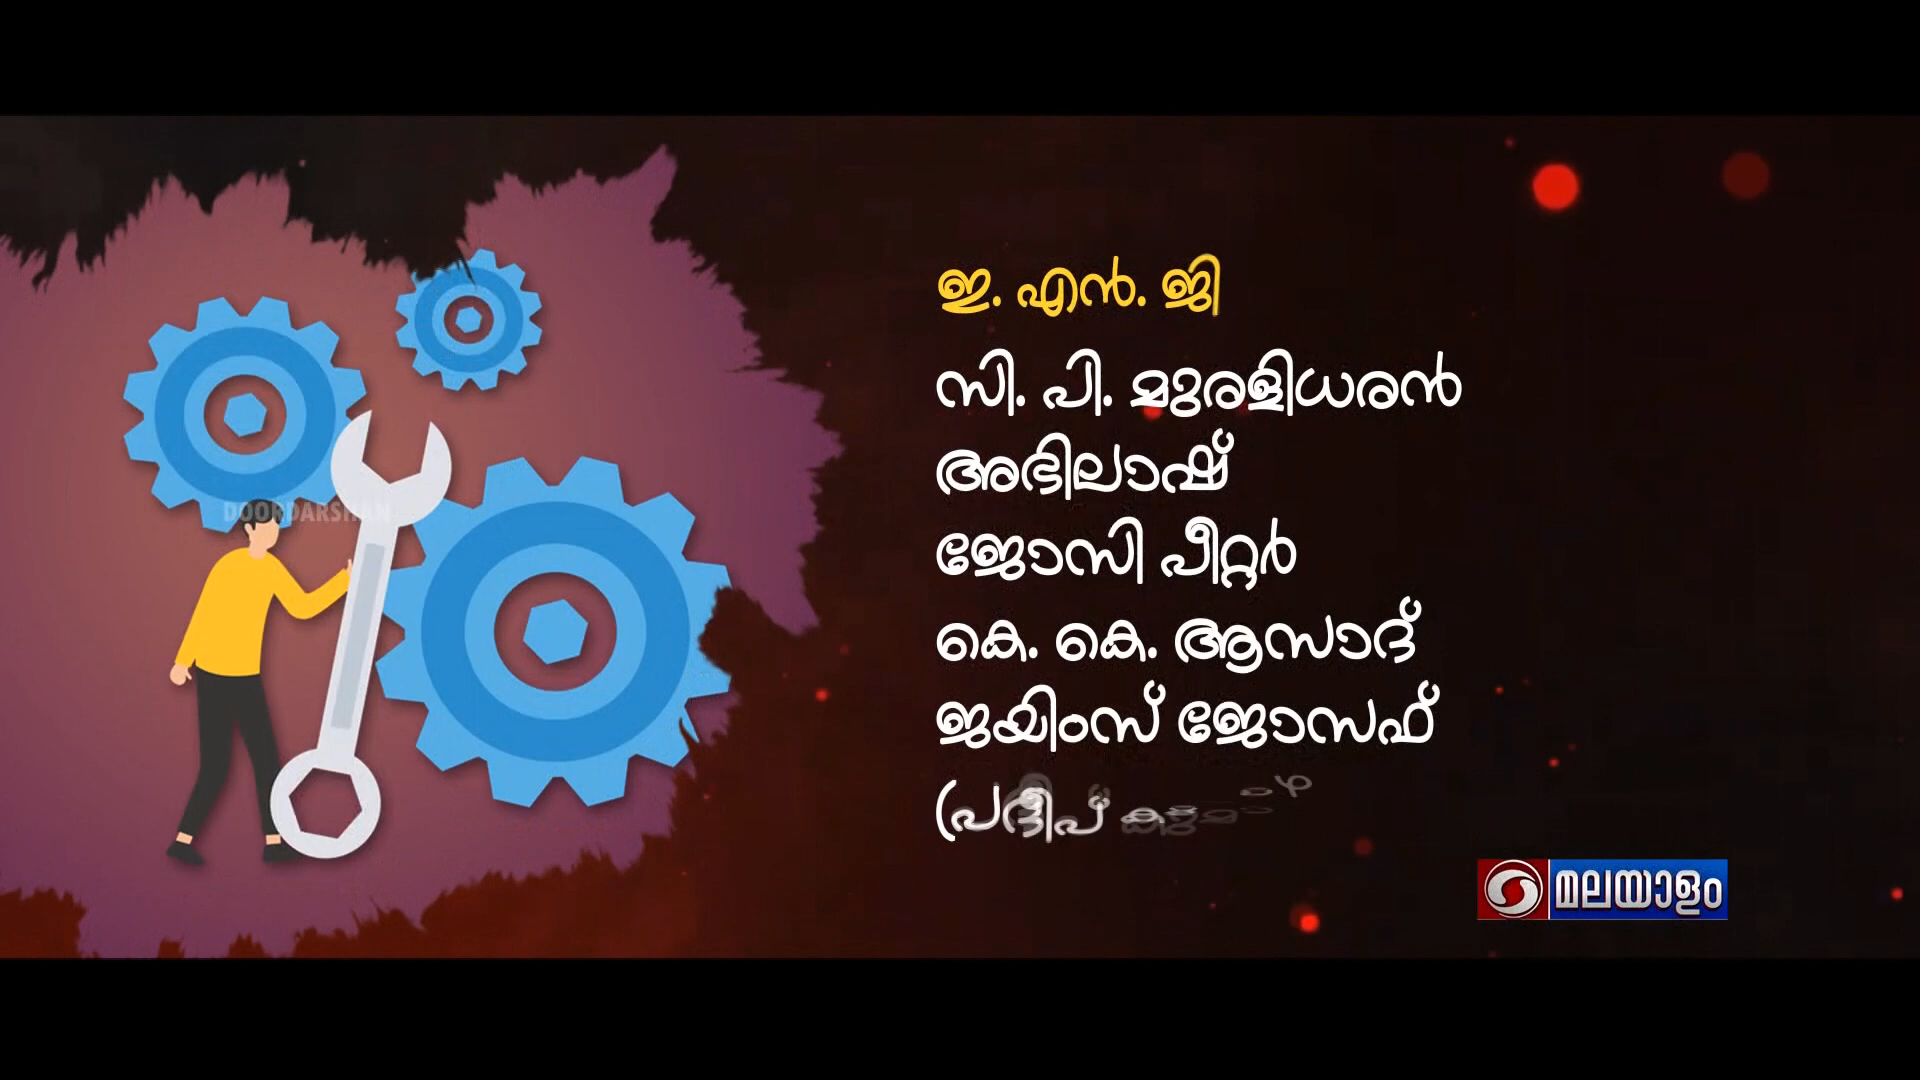 ഇ. എൻ. ജി
സി. പി. മുരളിധരൻ
അഭിലാഷ്
ജോസി പീറ്റർ
കെ. കെ. ആസാദ്
ജയിംസ് ജോസഫ്
പ്രദീപ്
DOORDARSHAN
മലയാളം